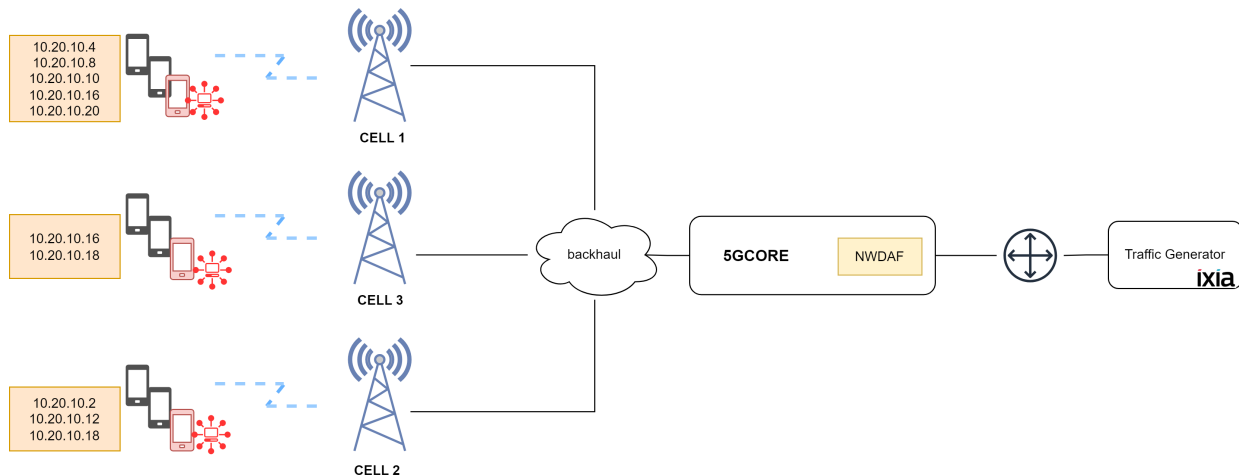 10.20.10.4
10.20.10.8
10.20.10.10
10.20.10.16
10.20.10.20
CELL 1
10.20.10.16
10.20.10.18
CELL 3
backhaul
5GCORE
NWDAF
Traffic Generator
ixia
10.20.10.2
10.20.10.12
10.20.10.18
CELL 2